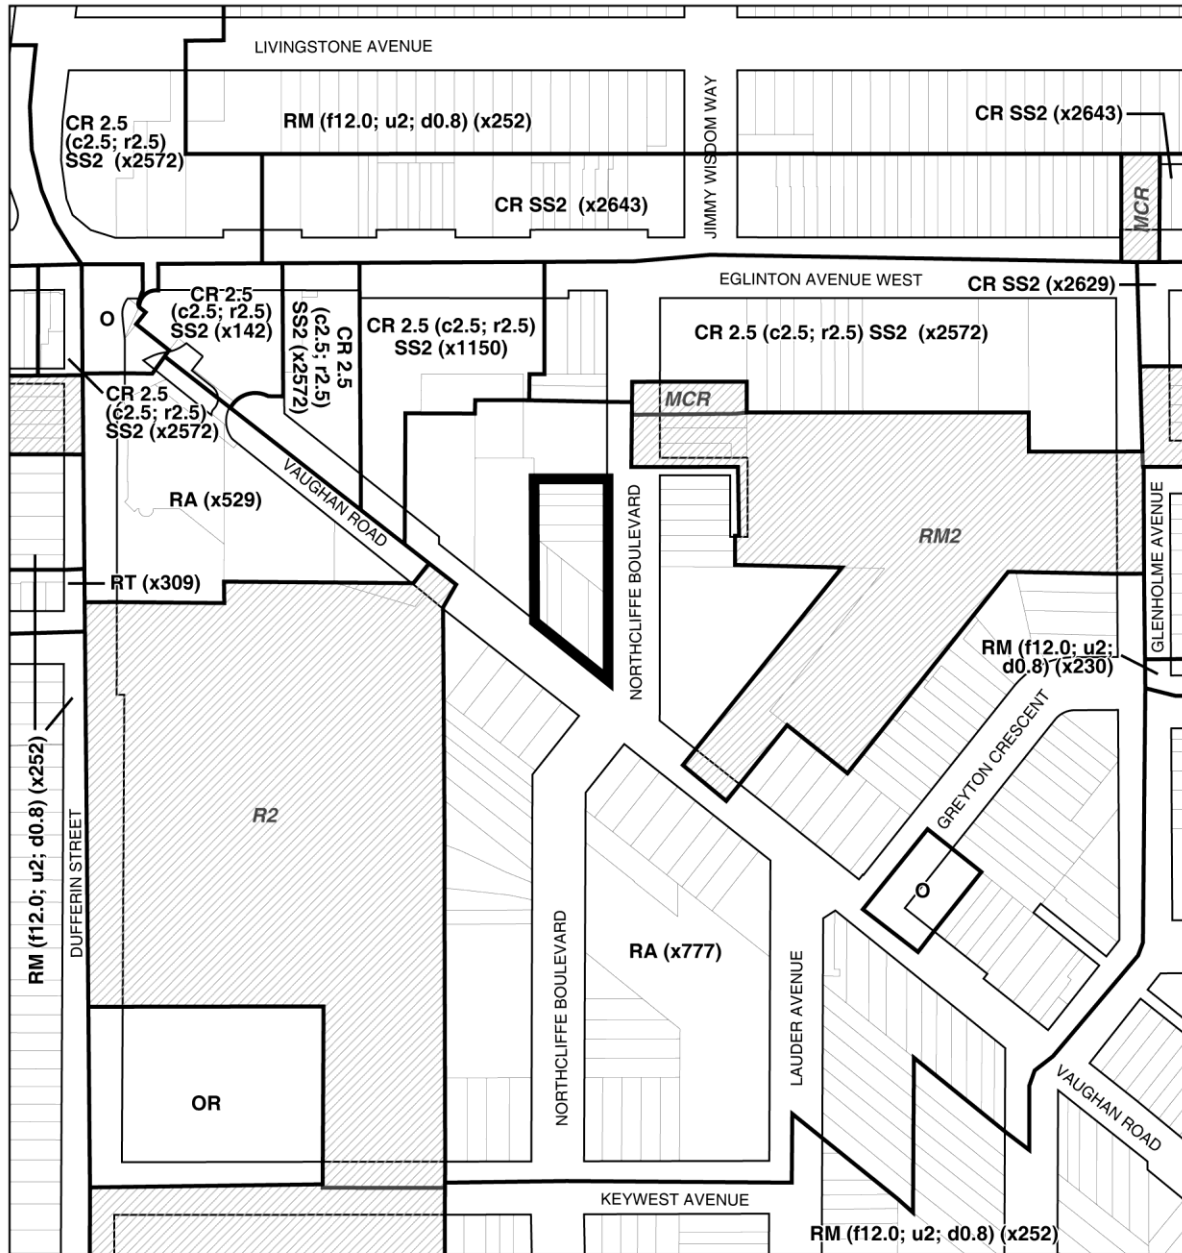 LIVINGSTONE AVENUE
RM (f12.0; u2; d0.8) (x252)
CR SS2 (x2643)
CR 2.5
(c2.5; r2.5)
SS2 (x2572)
JIMMY WISDOM WAY
MCR
CR SS2 (x2643)
EGLINTON AVENUE WEST
CR SS2 (x2629)
O
CR 2.5
(c2.5; r2.5)
SS2 (x142)
CR 2.5
(c2.5; r2.5)
SS2 (x2572)
CR 2.5 (c2.5; r2.5)
SS2 (x1150)
CR 2.5 (c2.5; r2.5) SS2 (x2572)
CR 2.5
(c2.5; r2.5)
SS2 (x2572)
MCR
VAUGHAN ROAD
RA (x529)
NORTHCLIFFE BOULEVARD
RM2
GLENHOLME AVENUE
RT (x309)
RM (f12.0; u2;
d0.8) (x230)
GREYTON CRESCENT
RM (f12.0; u2; d0.8) (x252)
DUFFERIN STREET
R2
O
NORTHCLIFFE BOULEVARD
RA (x777)
LAUDER AVENUE
OR
VAUGHAN ROAD
KEYWEST AVENUE
RM (f12.0; u2; d0.8) (x252)